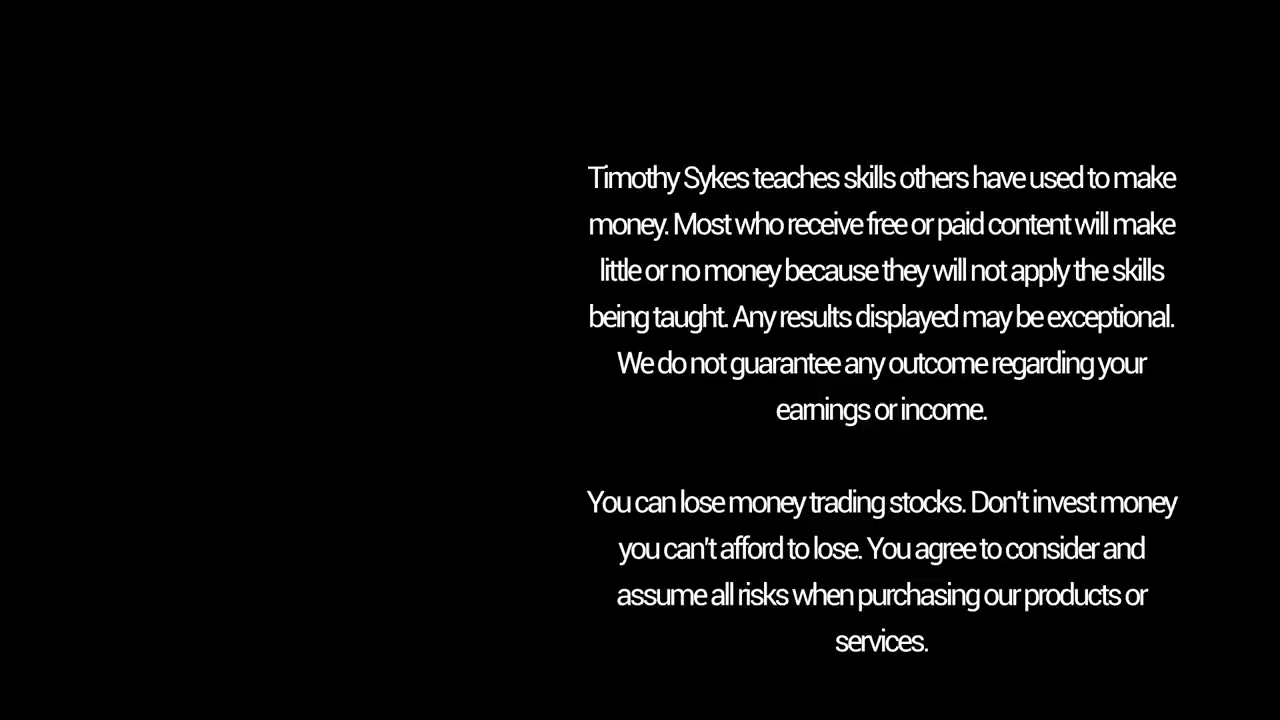 Timothy Sykes teaches skills others have used to make
money. Most who receive free or paid content will make
little or no money because they will not apply the skills
being taught. Any results displayed may be exceptional.
We do not guarantee any outcome regarding your
earnings or income.
You can lose money trading stocks. Don't invest money
you can't afford to lose. You agree to consider and
assume all risks when purchasing our products or
services.